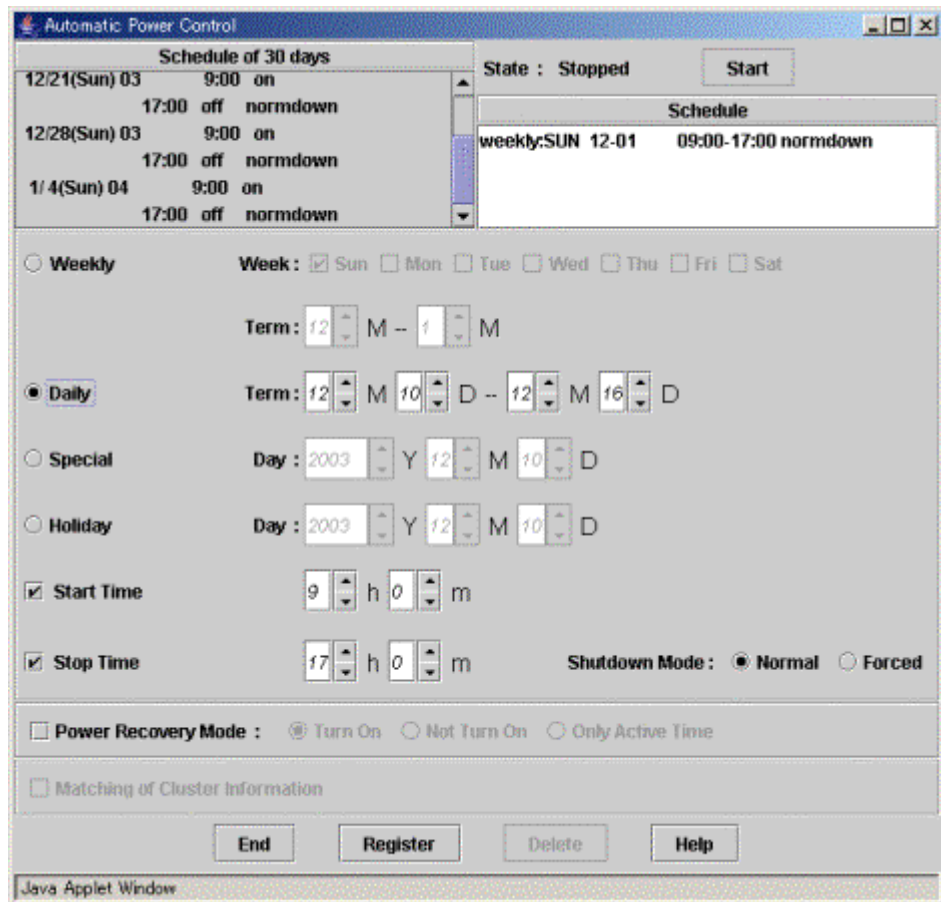 Automatic Power Control
Schedule of 30 days
12/21(Sun) 03 9:00 on
17:00 off normdown
12/28(Sun) 03 9:00 on
17:00 off normdown
1/ 4(Sun) 04 9:00 on
17:00 off normdown
State : Stopped Start
Schedule
weekly:SUN 12-01 09:00-17:00 normdown
Weekly Week : Sun Mon Tue Wed Thu Fri Sat
Term : 12 M -- 1 M
Daily Term : 12 M 10 D -- 12 M 16 D
Special Day : 2003 Y 12 M 10 D
Holiday Day : 2003 Y 12 M 10 D
Start Time 9 h 0 m
Stop Time 17 h 0 m Shutdown Mode : Normal Forced
Power Recovery Mode : Turn On Not Turn On Only Active Time
Matching of Cluster Information
End Register Delete Help
Java Applet Window